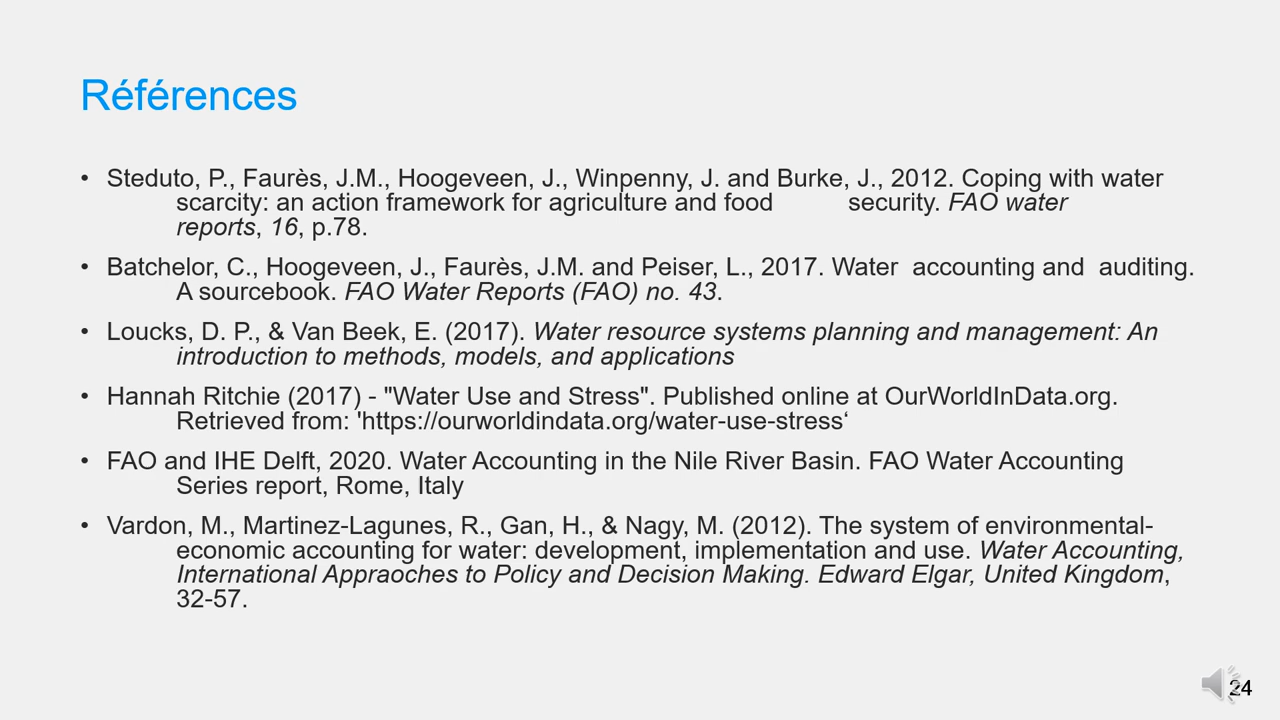 Références
• Steduto, P., Faurès, J.M., Hoogeveen, J., Winpenny, J. and Burke, J., 2012. Coping with water
scarcity: an action framework for agriculture and food security. FAO water
reports, 16, p.78.
• Batchelor, C., Hoogeveen, J., Faurès, J.M. and Peiser, L., 2017. Water accounting and auditing.
A sourcebook. FAO Water Reports (FAO) no. 43.
• Loucks, D. P., & Van Beek, E. (2017). Water resource systems planning and management: An
introduction to methods, models, and applications
• Hannah Ritchie (2017) - "Water Use and Stress". Published online at OurWorldInData.org.
Retrieved from: 'https://ourworldindata.org/water-use-stress‘
• FAO and IHE Delft, 2020. Water Accounting in the Nile River Basin. FAO Water Accounting
Series report, Rome, Italy
• Vardon, M., Martinez-Lagunes, R., Gan, H., & Nagy, M. (2012). The system of environmental-
economic accounting for water: development, implementation and use. Water Accounting,
International Appraoches to Policy and Decision Making. Edward Elgar, United Kingdom,
32-57.
24